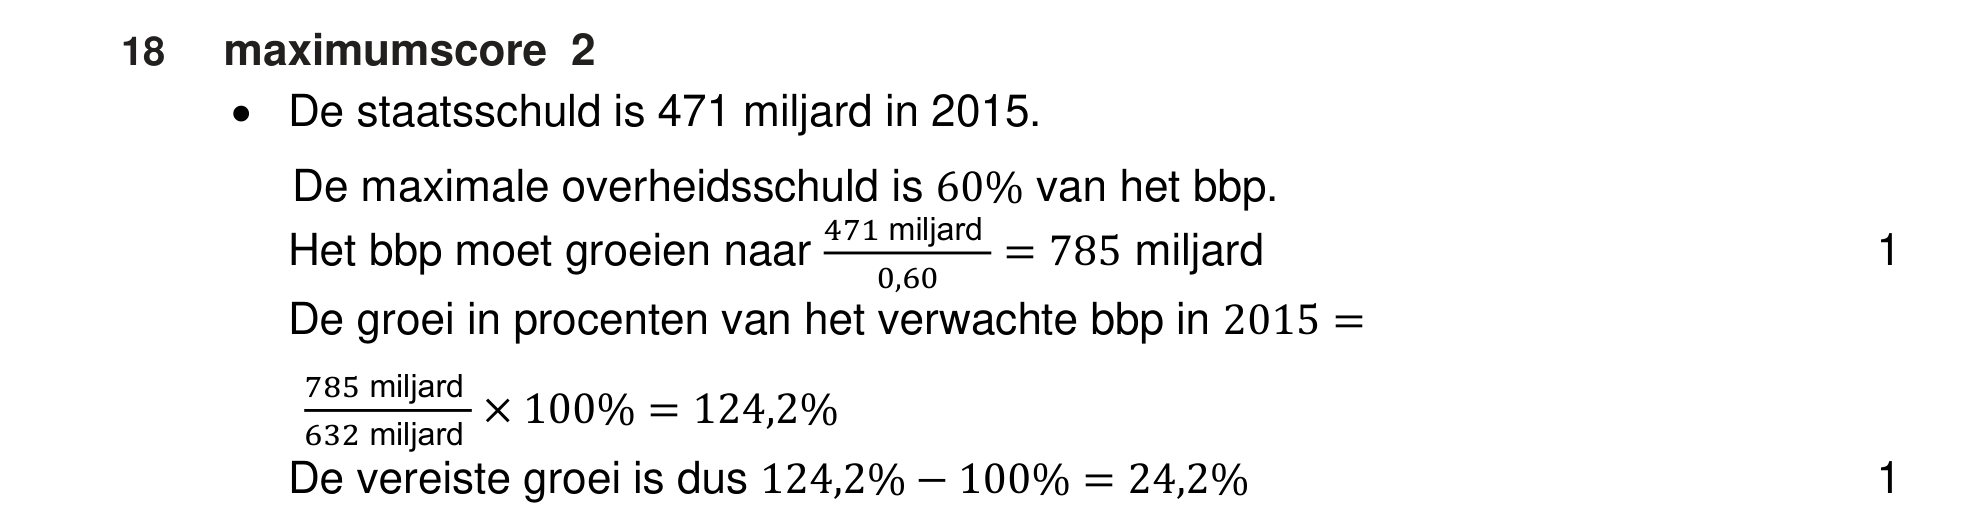 18 maximumscore 2
• De staatsschuld is 471 miljard in 2015.
De maximale overheidsschuld is 60% van het bbp.
Het bbp moet groeien naar 471 miljard / 0,60 = 785 miljard 1
De groei in procenten van het verwachte bbp in 2015 =
785 miljard / 632 miljard × 100% = 124,2%
De vereiste groei is dus 124,2% − 100% = 24,2% 1